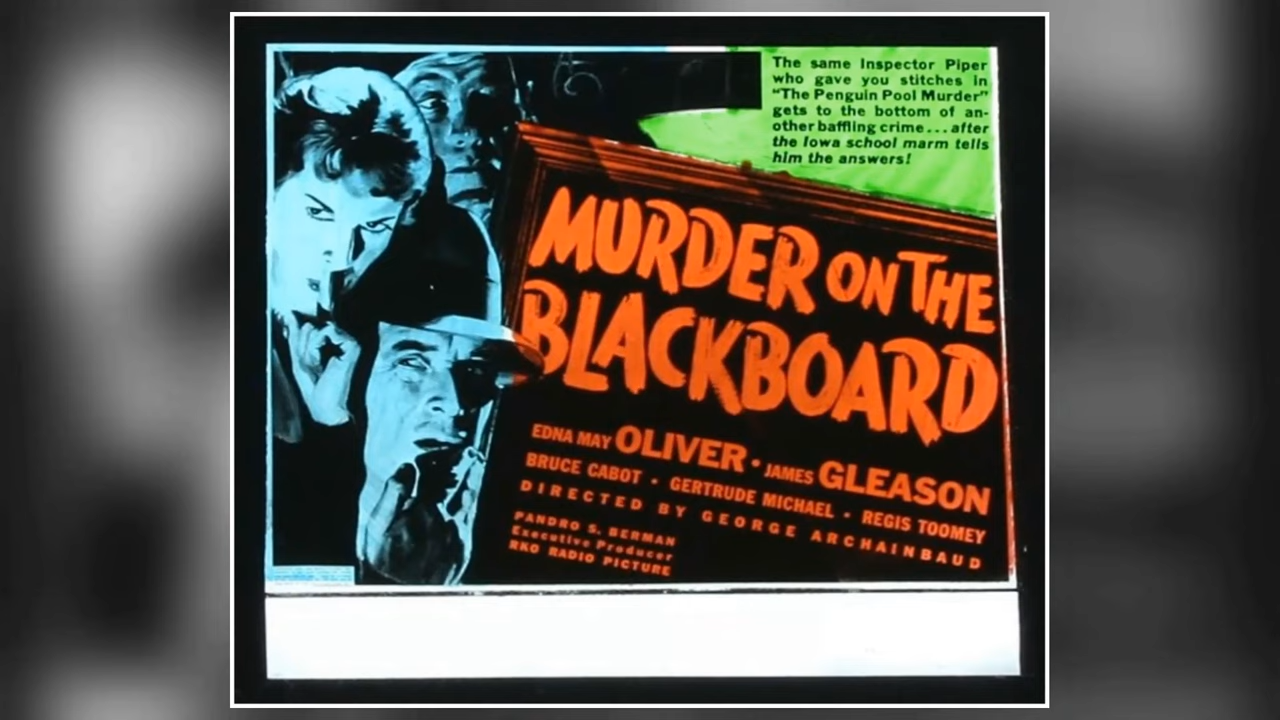 The same Inspector Piper
who gave you stitches in
"The Penguin Pool Murder"
gets to the bottom of an-
other baffling crime...after
the Iowa school marm tells
him the answers!
MURDER ON THE
BLACKBOARD
EDNA MAY OLIVER • JAMES GLEASON
BRUCE CABOT • GERTRUDE MICHAEL • REGIS TOOMEY
DIRECTED BY GEORGE ARCHAINBAUD
PANDRO S. BERMAN
Executive Producer
RKO RADIO PICTURE